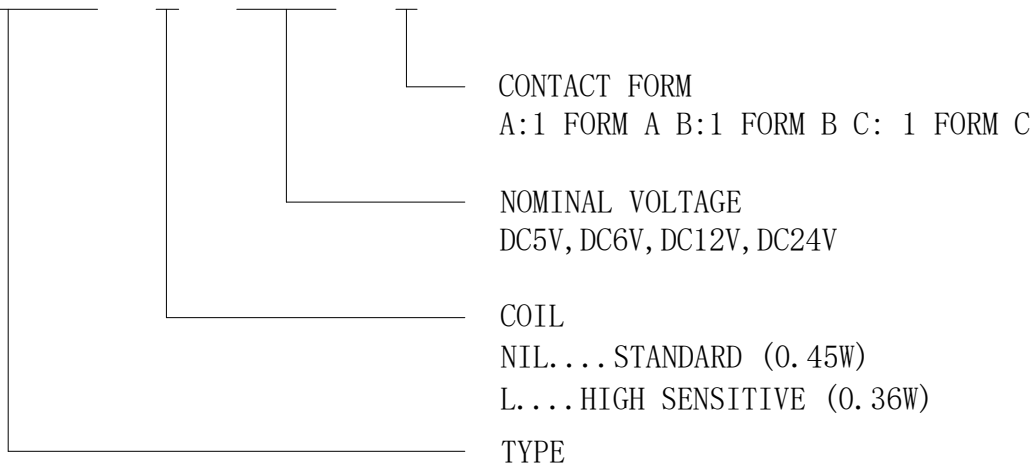 CONTACT FORM
A:1 FORM A B:1 FORM B C: 1 FORM C
NOMINAL VOLTAGE
DC5V,DC6V,DC12V,DC24V
COIL
NIL....STANDARD (0.45W)
L....HIGH SENSITIVE (0.36W)
TYPE